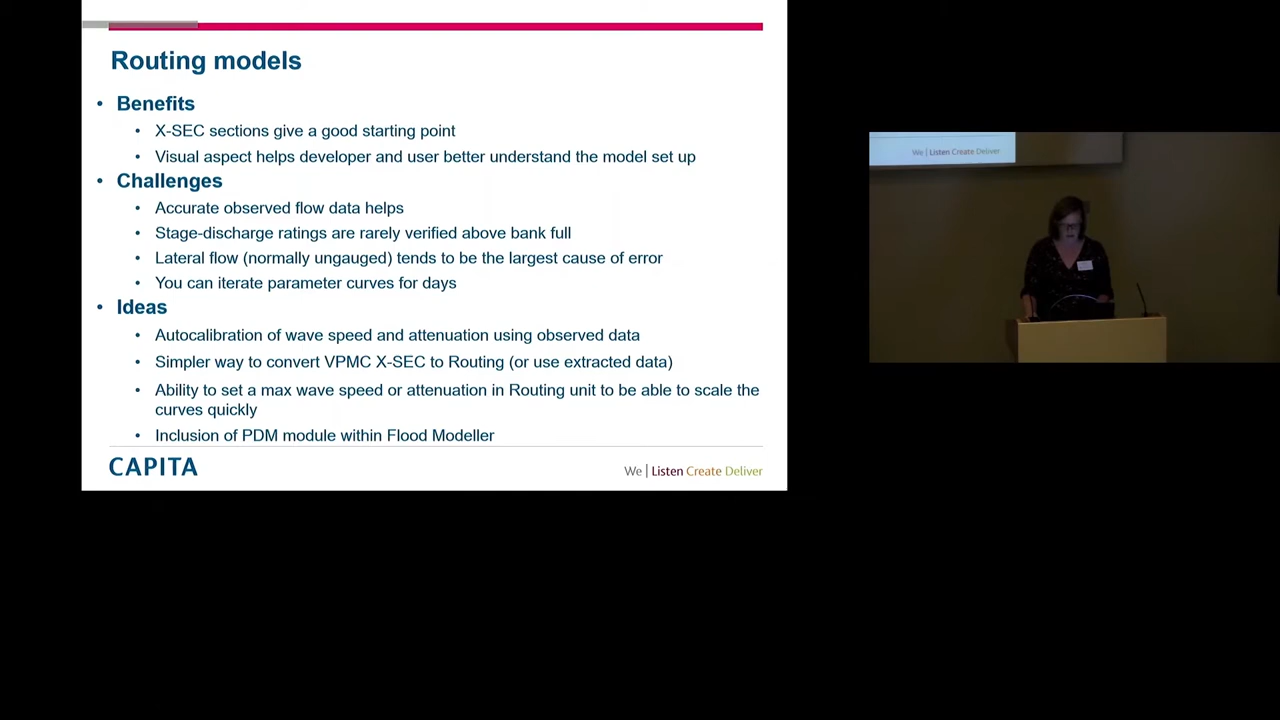 Routing models
• Benefits
• X-SEC sections give a good starting point
• Visual aspect helps developer and user better understand the model set up
• Challenges
• Accurate observed flow data helps
• Stage-discharge ratings are rarely verified above bank full
• Lateral flow (normally ungauged) tends to be the largest cause of error
• You can iterate parameter curves for days
• Ideas
• Autocalibration of wave speed and attenuation using observed data
• Simpler way to convert VPMC X-SEC to Routing (or use extracted data)
• Ability to set a max wave speed or attenuation in Routing unit to be able to scale the
curves quickly
• Inclusion of PDM module within Flood Modeller
CAPITA
We | Listen Create Deliver
We | Listen Create Deliver